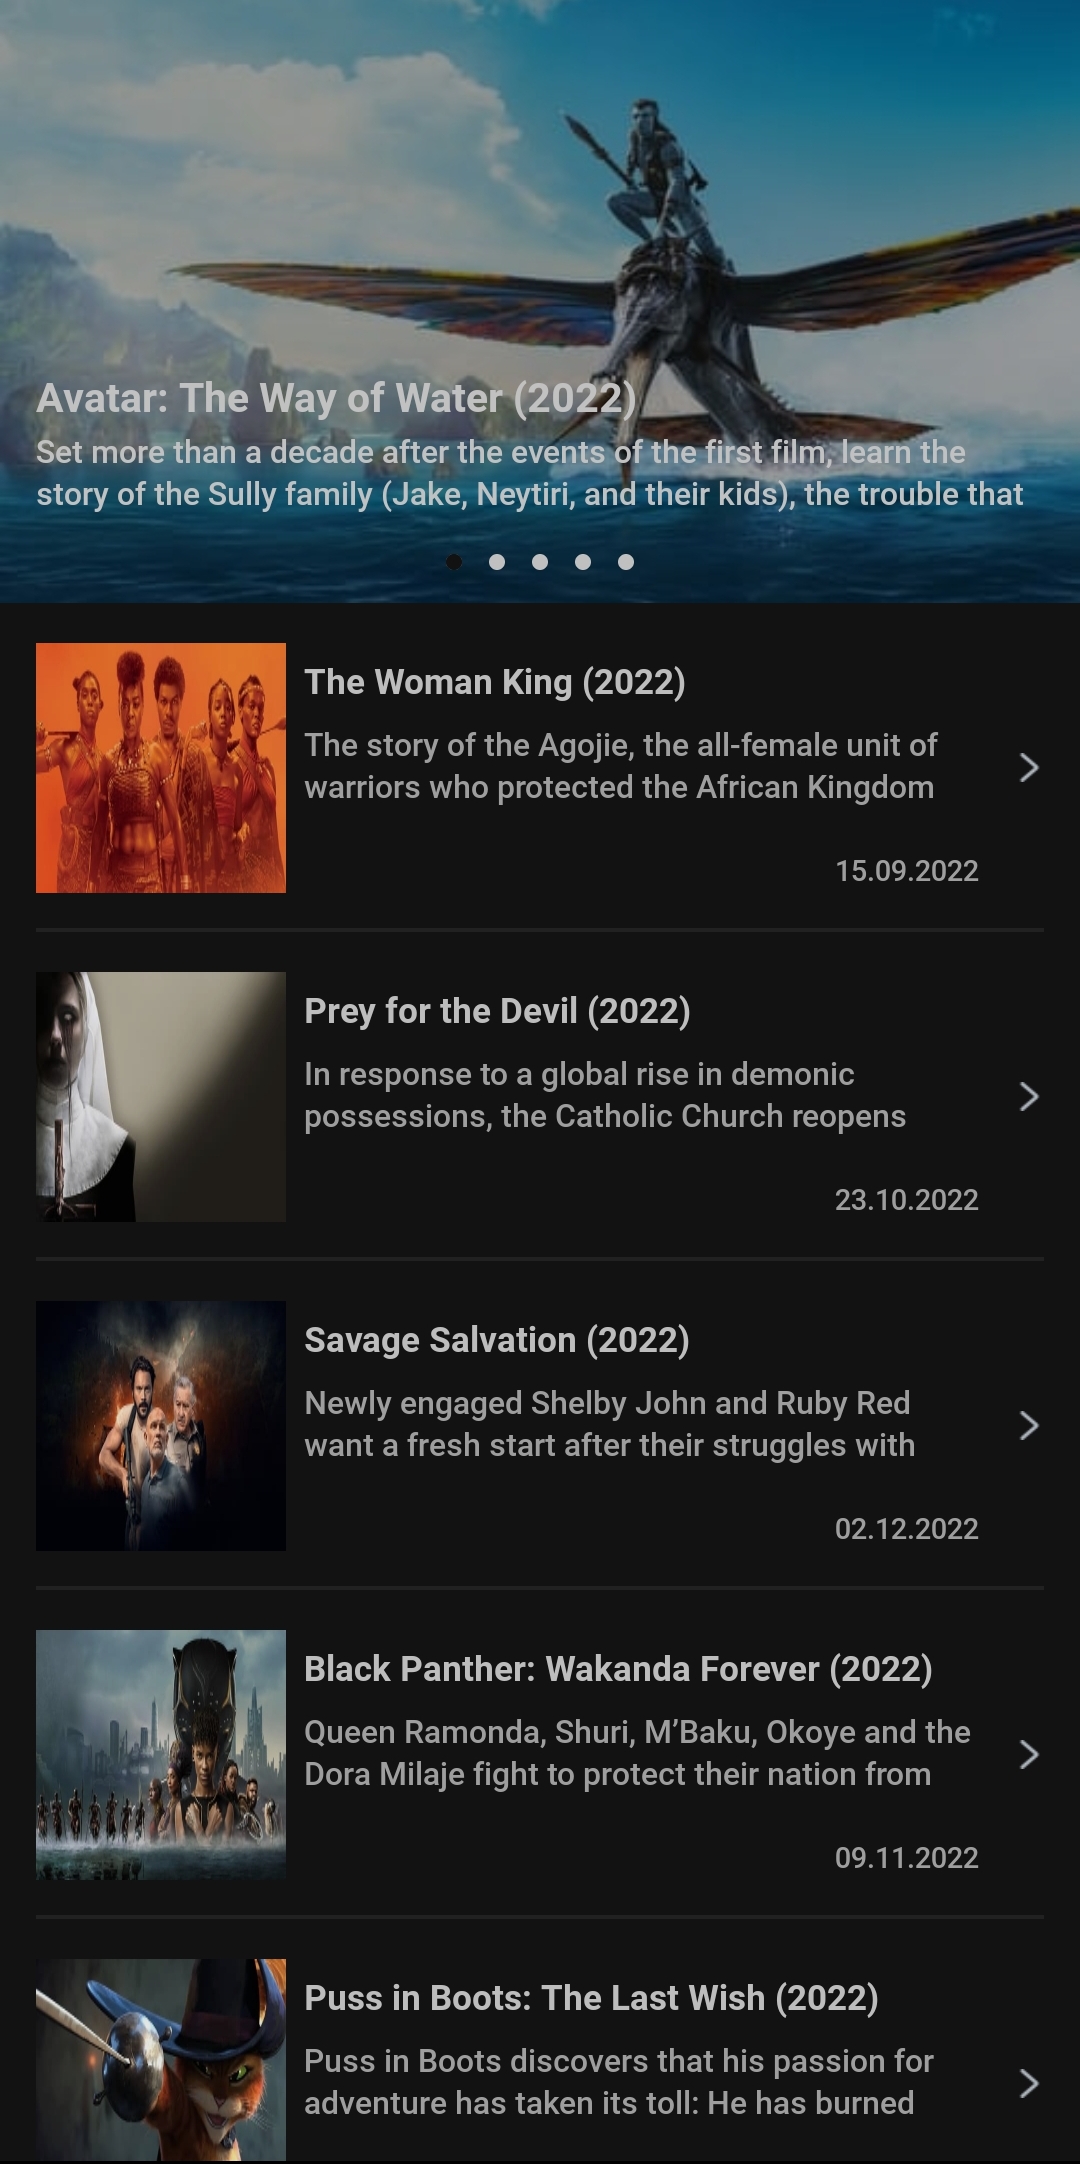 Avatar: The Way of Water (2022)
Set more than a decade after the events of the first film, learn the
story of the Sully family (Jake, Neytiri, and their kids), the trouble that
The Woman King (2022)
The story of the Agojie, the all-female unit of
warriors who protected the African Kingdom
15.09.2022
Prey for the Devil (2022)
In response to a global rise in demonic
possessions, the Catholic Church reopens
23.10.2022
Savage Salvation (2022)
Newly engaged Shelby John and Ruby Red
want a fresh start after their struggles with
02.12.2022
Black Panther: Wakanda Forever (2022)
Queen Ramonda, Shuri, M’Baku, Okoye and the
Dora Milaje fight to protect their nation from
09.11.2022
Puss in Boots: The Last Wish (2022)
Puss in Boots discovers that his passion for
adventure has taken its toll: He has burned